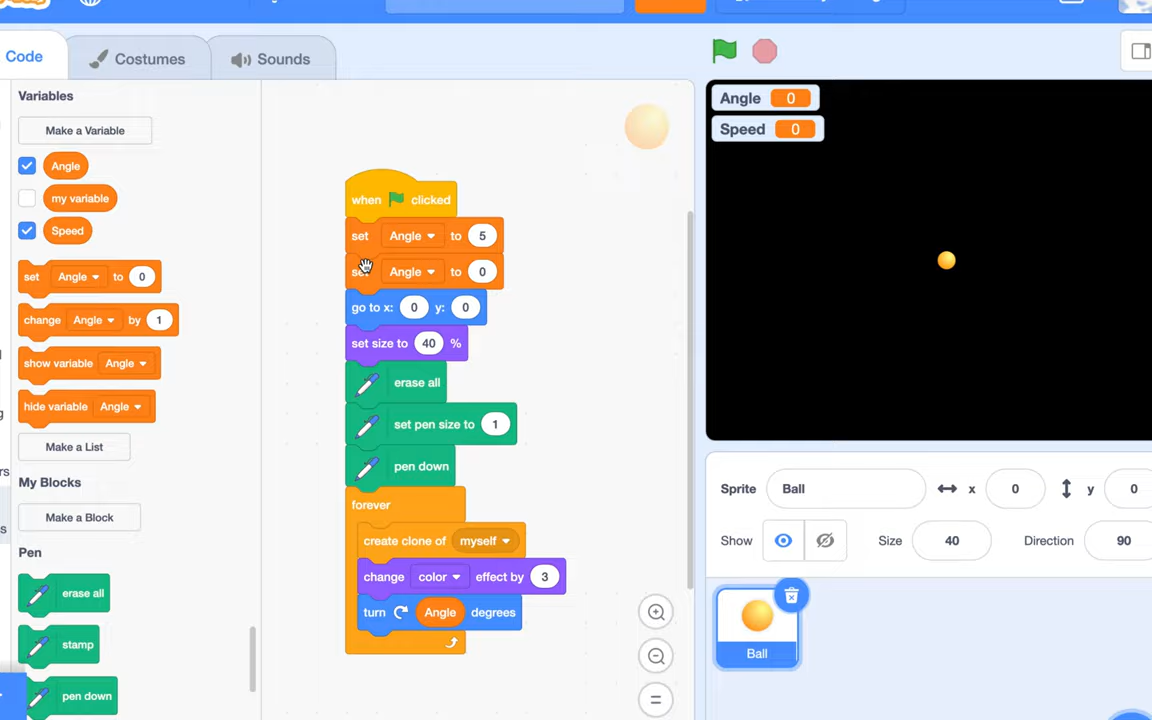 Code
Costumes
Sounds
Variables
Make a Variable
Angle
my variable
Speed
set Angle to 0
change Angle by 1
show variable Angle
hide variable Angle
Make a List
My Blocks
Make a Block
Pen
erase all
stamp
pen down
when clicked
set Angle to 5
set Angle to 0
go to x: 0 y: 0
set size to 40 %
erase all
set pen size to 1
pen down
forever
create clone of myself
change color effect by 3
turn Angle degrees
Angle 0
Speed 0
Sprite Ball x 0 y 0
Show Size 40 Direction 90
Ball